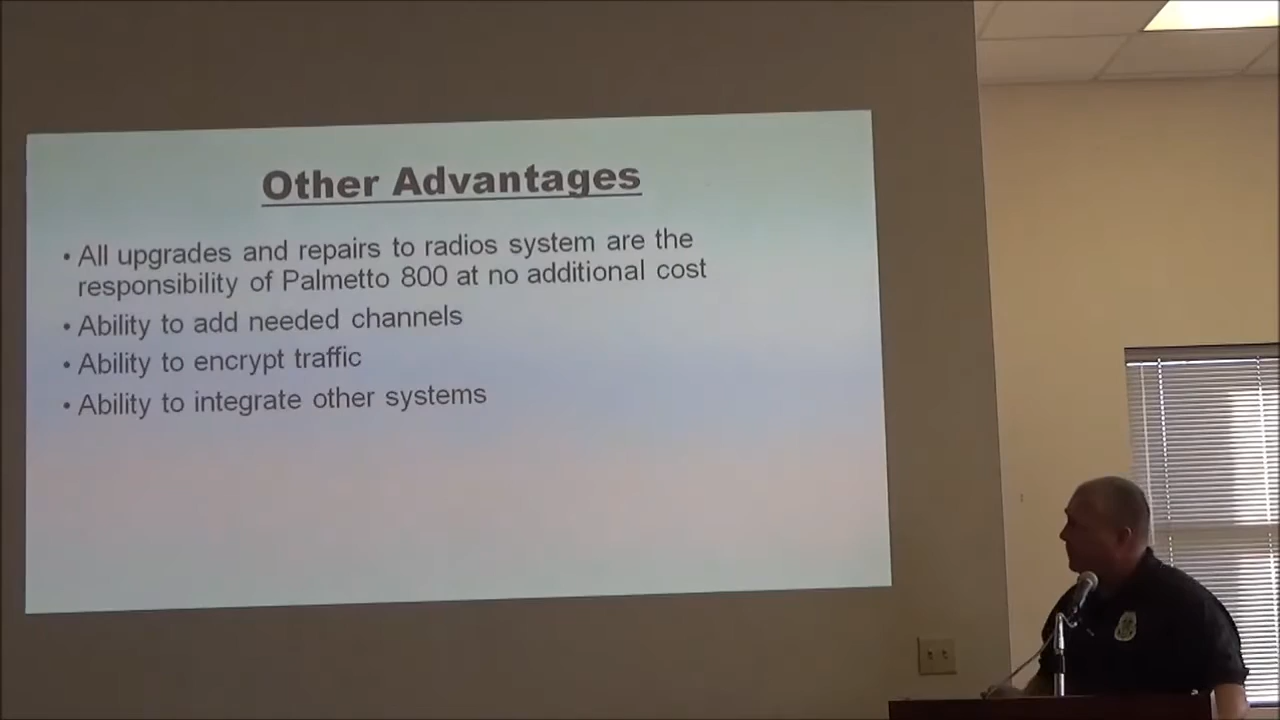 Other Advantages
• All upgrades and repairs to radios system are the
responsibility of Palmetto 800 at no additional cost
• Ability to add needed channels
• Ability to encrypt traffic
• Ability to integrate other systems